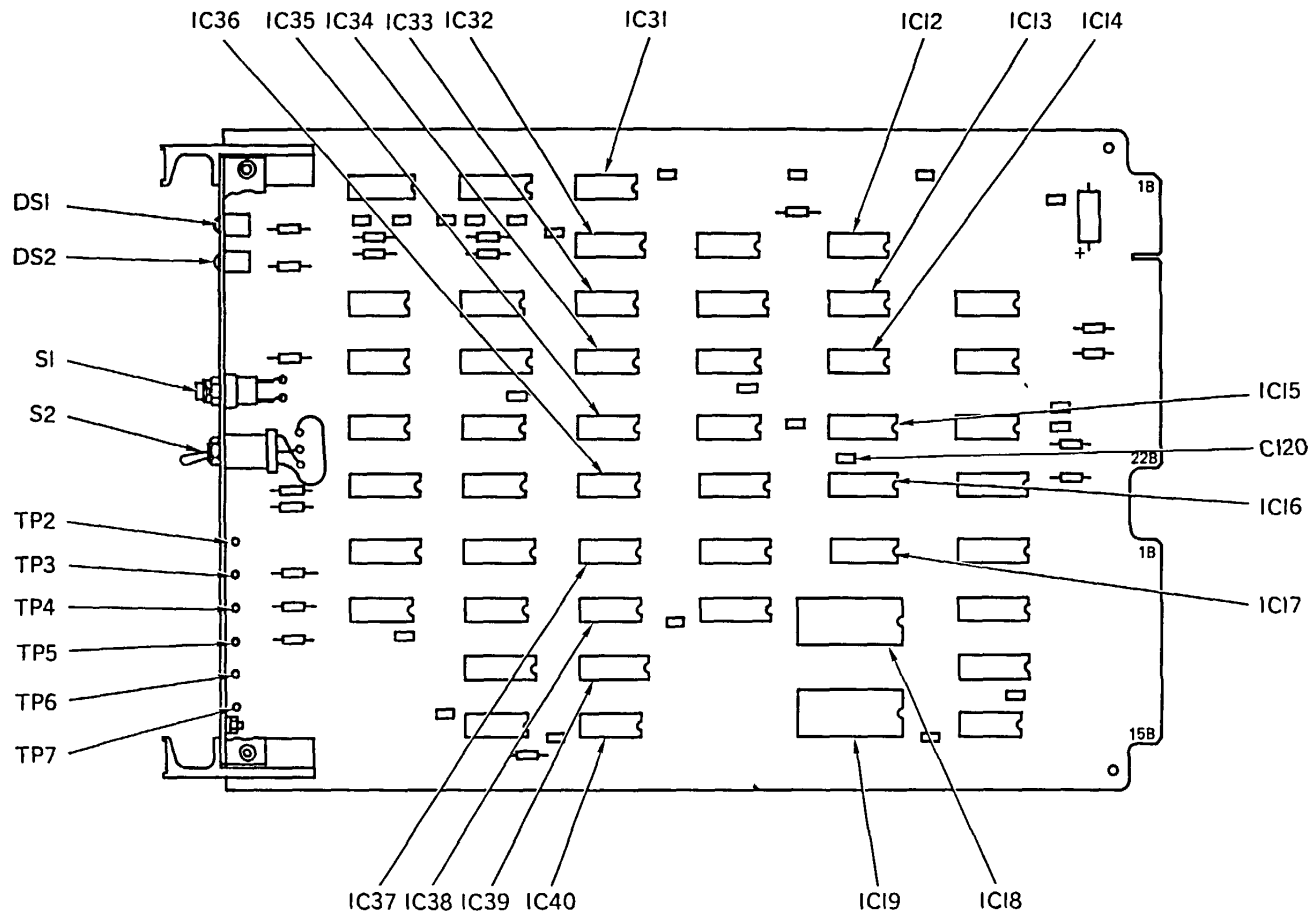 IC36 IC35 IC34 IC33 IC32 IC31 IC12 IC13 IC14
DS1
DS2
S1
S2
TP2
TP3
TP4
TP5
TP6
TP7
1B
+
22B
1B
15B
IC15
C120
IC16
IC17
IC37 IC38 IC39 IC40 IC19 IC18